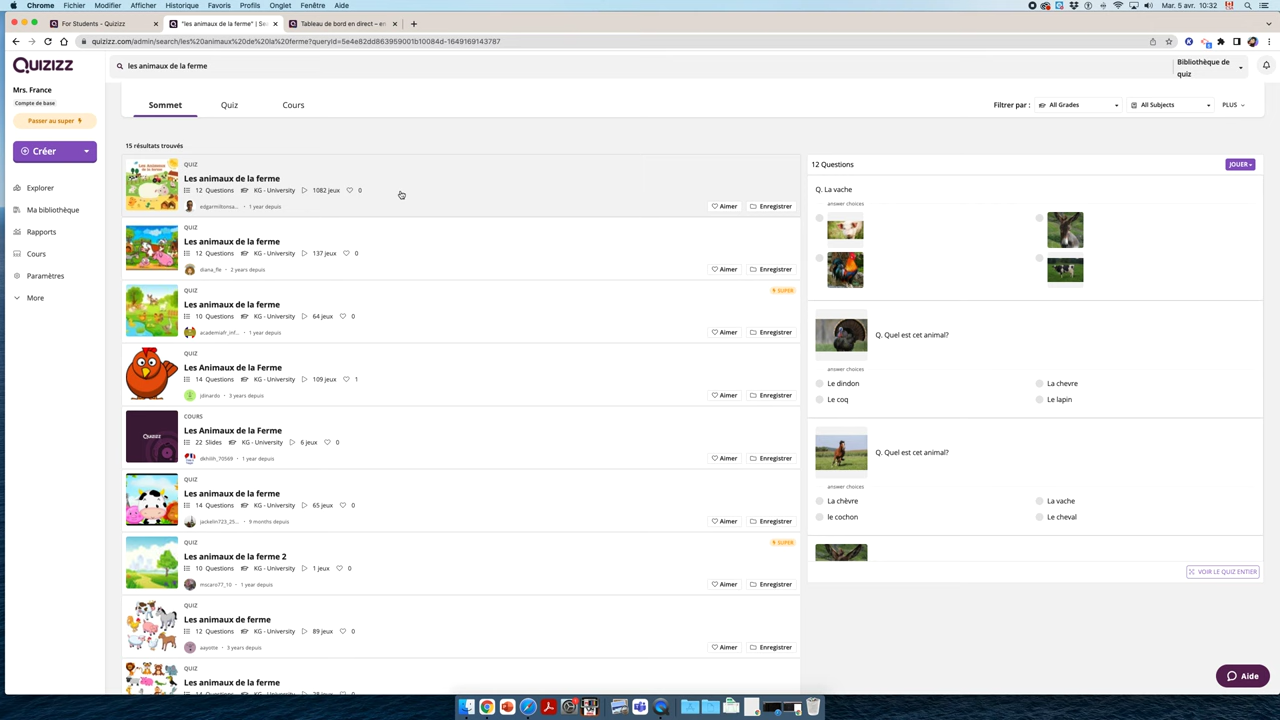 Chrome Fichier Modifier Afficher Historique Favoris Profils Onglet Fenêtre Aide Mar. 5 avr. 10:32
For Students - Quizizz
"les animaux de la ferme" | Se
Tableau de bord en direct – en
quizizz.com/admin/search/les%20animaux%20de%20la%20ferme?queryId=5e4e82dd863959001b10084d-1649169143787
QUIZIZZ
les animaux de la ferme
Bibliothèque de quiz
Mrs. France
Compte de base
Passer au super
Créer
Explorer
Ma bibliothèque
Rapports
Cours
Paramètres
More
Sommet Quiz Cours
Filtrer par : All Grades All Subjects PLUS
15 résultats trouvés
QUIZ
Les animaux de la ferme
12 Questions KG - University 1082 jeux 0
edgarmiltonsa... • 1 year depuis Aimer Enregistrer
QUIZ
Les animaux de la ferme
12 Questions KG - University 137 jeux 0
diana_fle • 2 years depuis Aimer Enregistrer
QUIZ SUPER
Les animaux de la ferme
10 Questions KG - University 64 jeux 0
academiafr_inf... • 1 year depuis Aimer Enregistrer
QUIZ
Les Animaux de la Ferme
14 Questions KG - University 109 jeux 1
jdinardo • 3 years depuis Aimer Enregistrer
COURS
Quizizz
Les Animaux de la Ferme
22 Slides KG - University 6 jeux 0
dkhilih_70569 • 1 year depuis Aimer Enregistrer
QUIZ
Les animaux de la ferme
14 Questions KG - University 65 jeux 0
jackelin723_25... • 9 months depuis Aimer Enregistrer
QUIZ SUPER
Les animaux de la ferme 2
10 Questions KG - University 1 jeux 0
mscaro77_10 • 1 year depuis Aimer Enregistrer
QUIZ
Les animaux de ferme
12 Questions KG - University 89 jeux 0
aayotte • 3 years depuis Aimer Enregistrer
QUIZ
Les animaux de la ferme
12 Questions JOUER
Q. La vache
answer choices
Q. Quel est cet animal?
answer choices
Le dindon La chevre
Le coq Le lapin
Q. Quel est cet animal?
answer choices
La chèvre La vache
le cochon Le cheval
VOIR LE QUIZ ENTIER
Aide